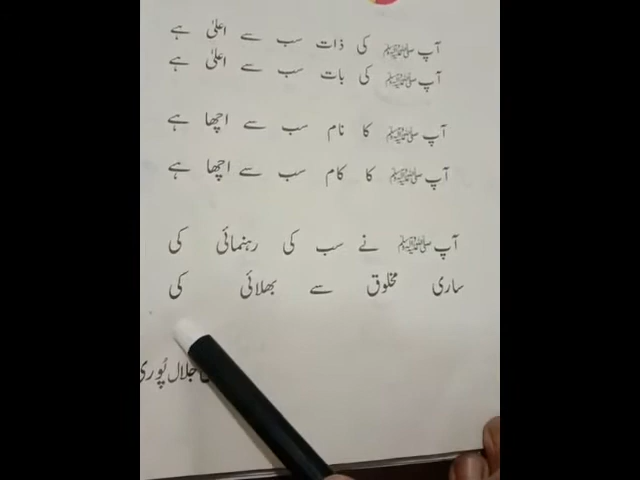 آپ ﷺ کی ذات سب سے اعلیٰ ہے
آپ ﷺ کی بات سب سے اعلیٰ ہے
آپ ﷺ کا نام سب سے اچھا ہے
آپ ﷺ کا کام سب سے اچھا ہے
آپ ﷺ نے سب کی رہنمائی کی
ساری مخلوق سے بھلائی کی
جلال پوری